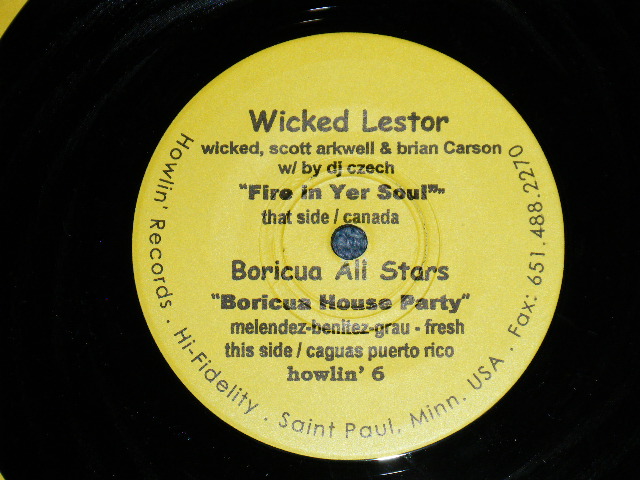 Wicked Lestor
wicked, scott arkwell & brian Carson
w/ by dj czech
"Fire in Yer Soul""
that side / canada
Boricua All Stars
"Boricua House Party"
melendez-benitez-grau - fresh
this side / caguas puerto rico
howlin' 6
Howlin' Records . Hi-Fidelity . Saint Paul, Minn. USA . Fax: 651.488.2270